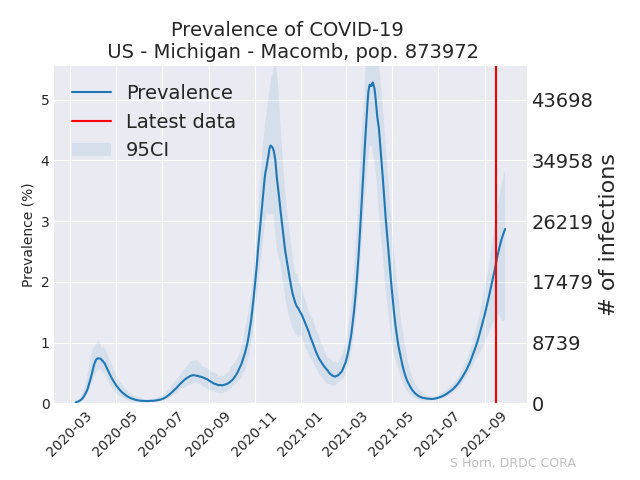 Prevalence of COVID-19
US - Michigan - Macomb, pop. 873972
Prevalence
Latest data
95CI
Prevalence (%)
5
4
3
2
1
0
43698
34958
26219
17479
8739
0
# of infections
2020-03
2020-05
2020-07
2020-09
2020-11
2021-01
2021-03
2021-05
2021-07
2021-09
S Horn, DRDC CORA